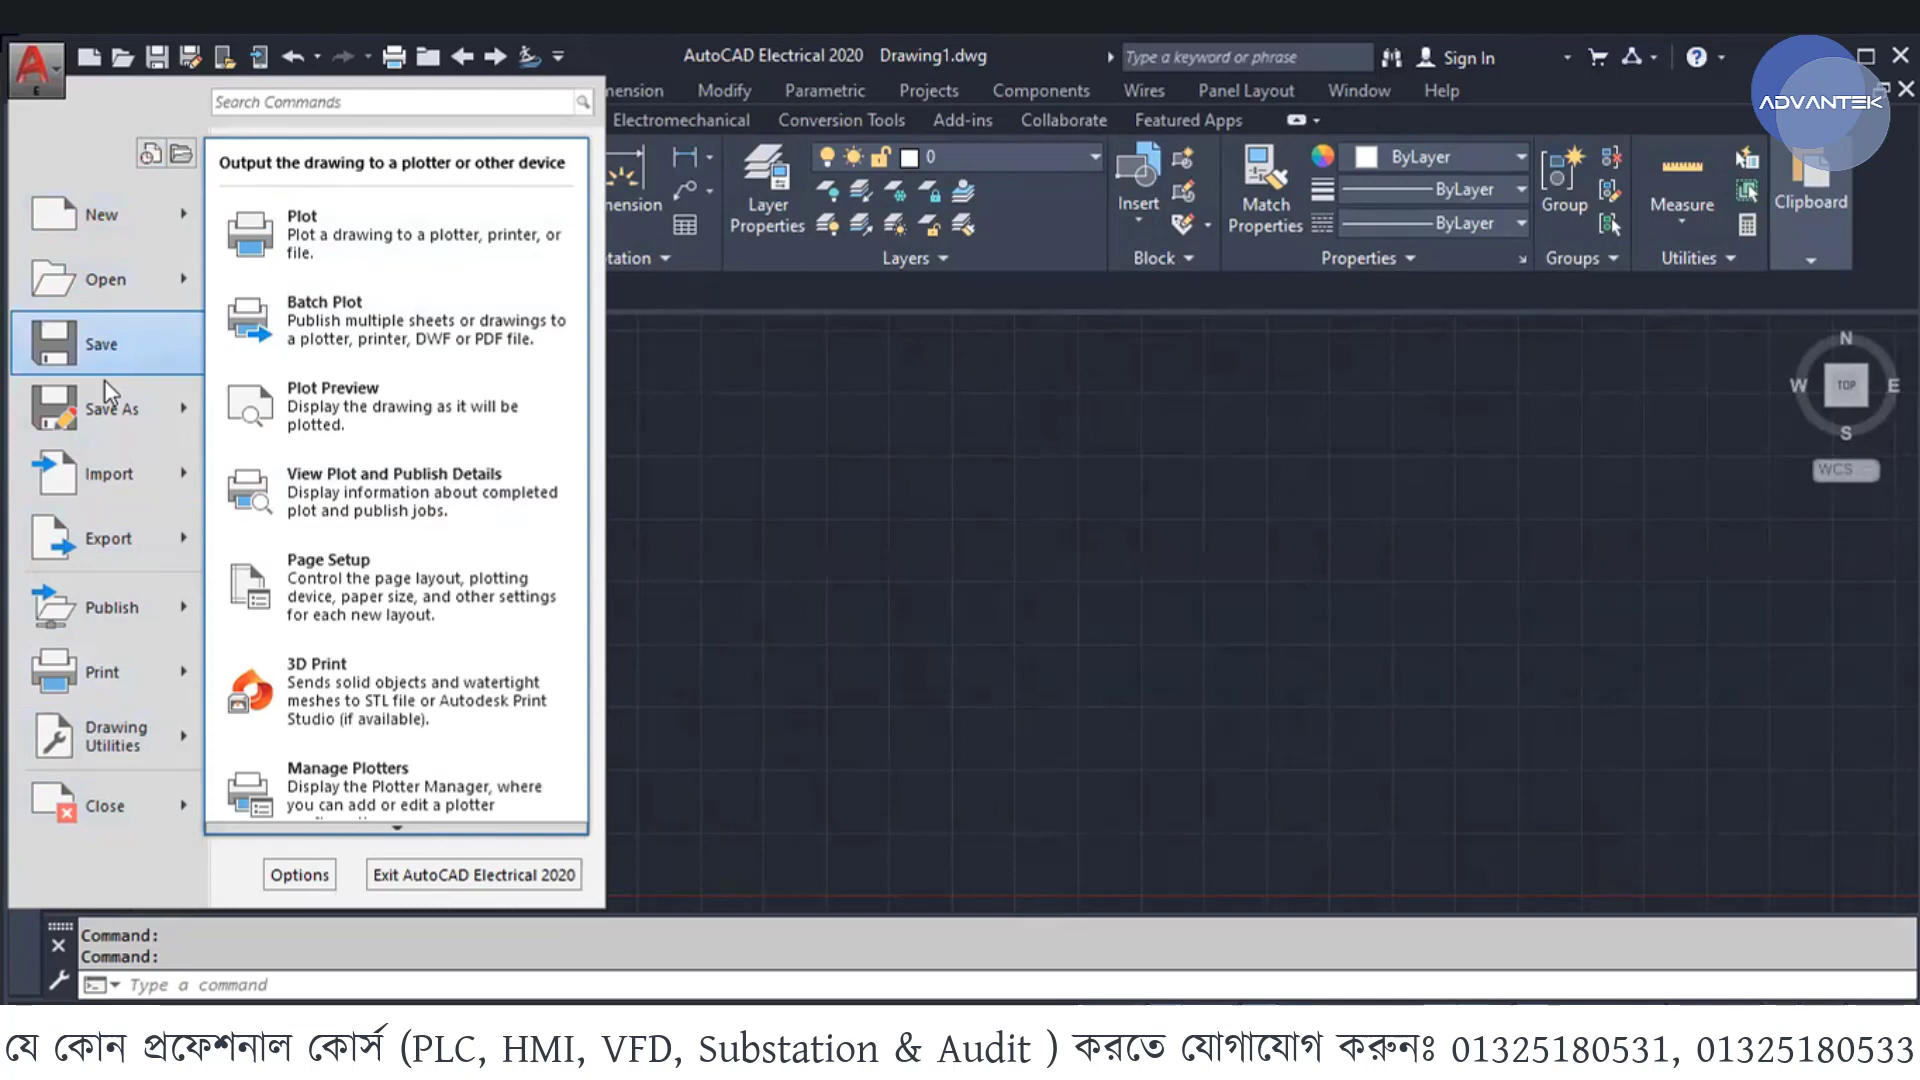 AutoCAD Electrical 2020 Drawing1.dwg
Type a keyword or phrase
Sign In
ADVANTEK
E
Search Commands
mension Modify Parametric Projects Components Wires Panel Layout Window Help
Electromechanical Conversion Tools Add-ins Collaborate Featured Apps
New
Open
Save
Save As
Import
Export
Publish
Print
Drawing
Utilities
Close
Output the drawing to a plotter or other device
Plot
Plot a drawing to a plotter, printer, or
file.
Batch Plot
Publish multiple sheets or drawings to
a plotter, printer, DWF or PDF file.
Plot Preview
Display the drawing as it will be
plotted.
View Plot and Publish Details
Display information about completed
plot and publish jobs.
Page Setup
Control the page layout, plotting
device, paper size, and other settings
for each new layout.
3D Print
Sends solid objects and watertight
meshes to STL file or Autodesk Print
Studio (if available).
Manage Plotters
Display the Plotter Manager, where
you can add or edit a plotter
Options
Exit AutoCAD Electrical 2020
mension
tation
Layer
Properties
0
Layers
Insert
Block
Match
Properties
ByLayer
ByLayer
ByLayer
Properties
Group
Groups
Measure
Utilities
Clipboard
N
W TOP E
S
WCS
Command:
Command:
Type a command
যে কোন প্রফেশনাল কোর্স (PLC, HMI, VFD, Substation & Audit ) করতে যোগাযোগ করুনঃ 01325180531, 01325180533